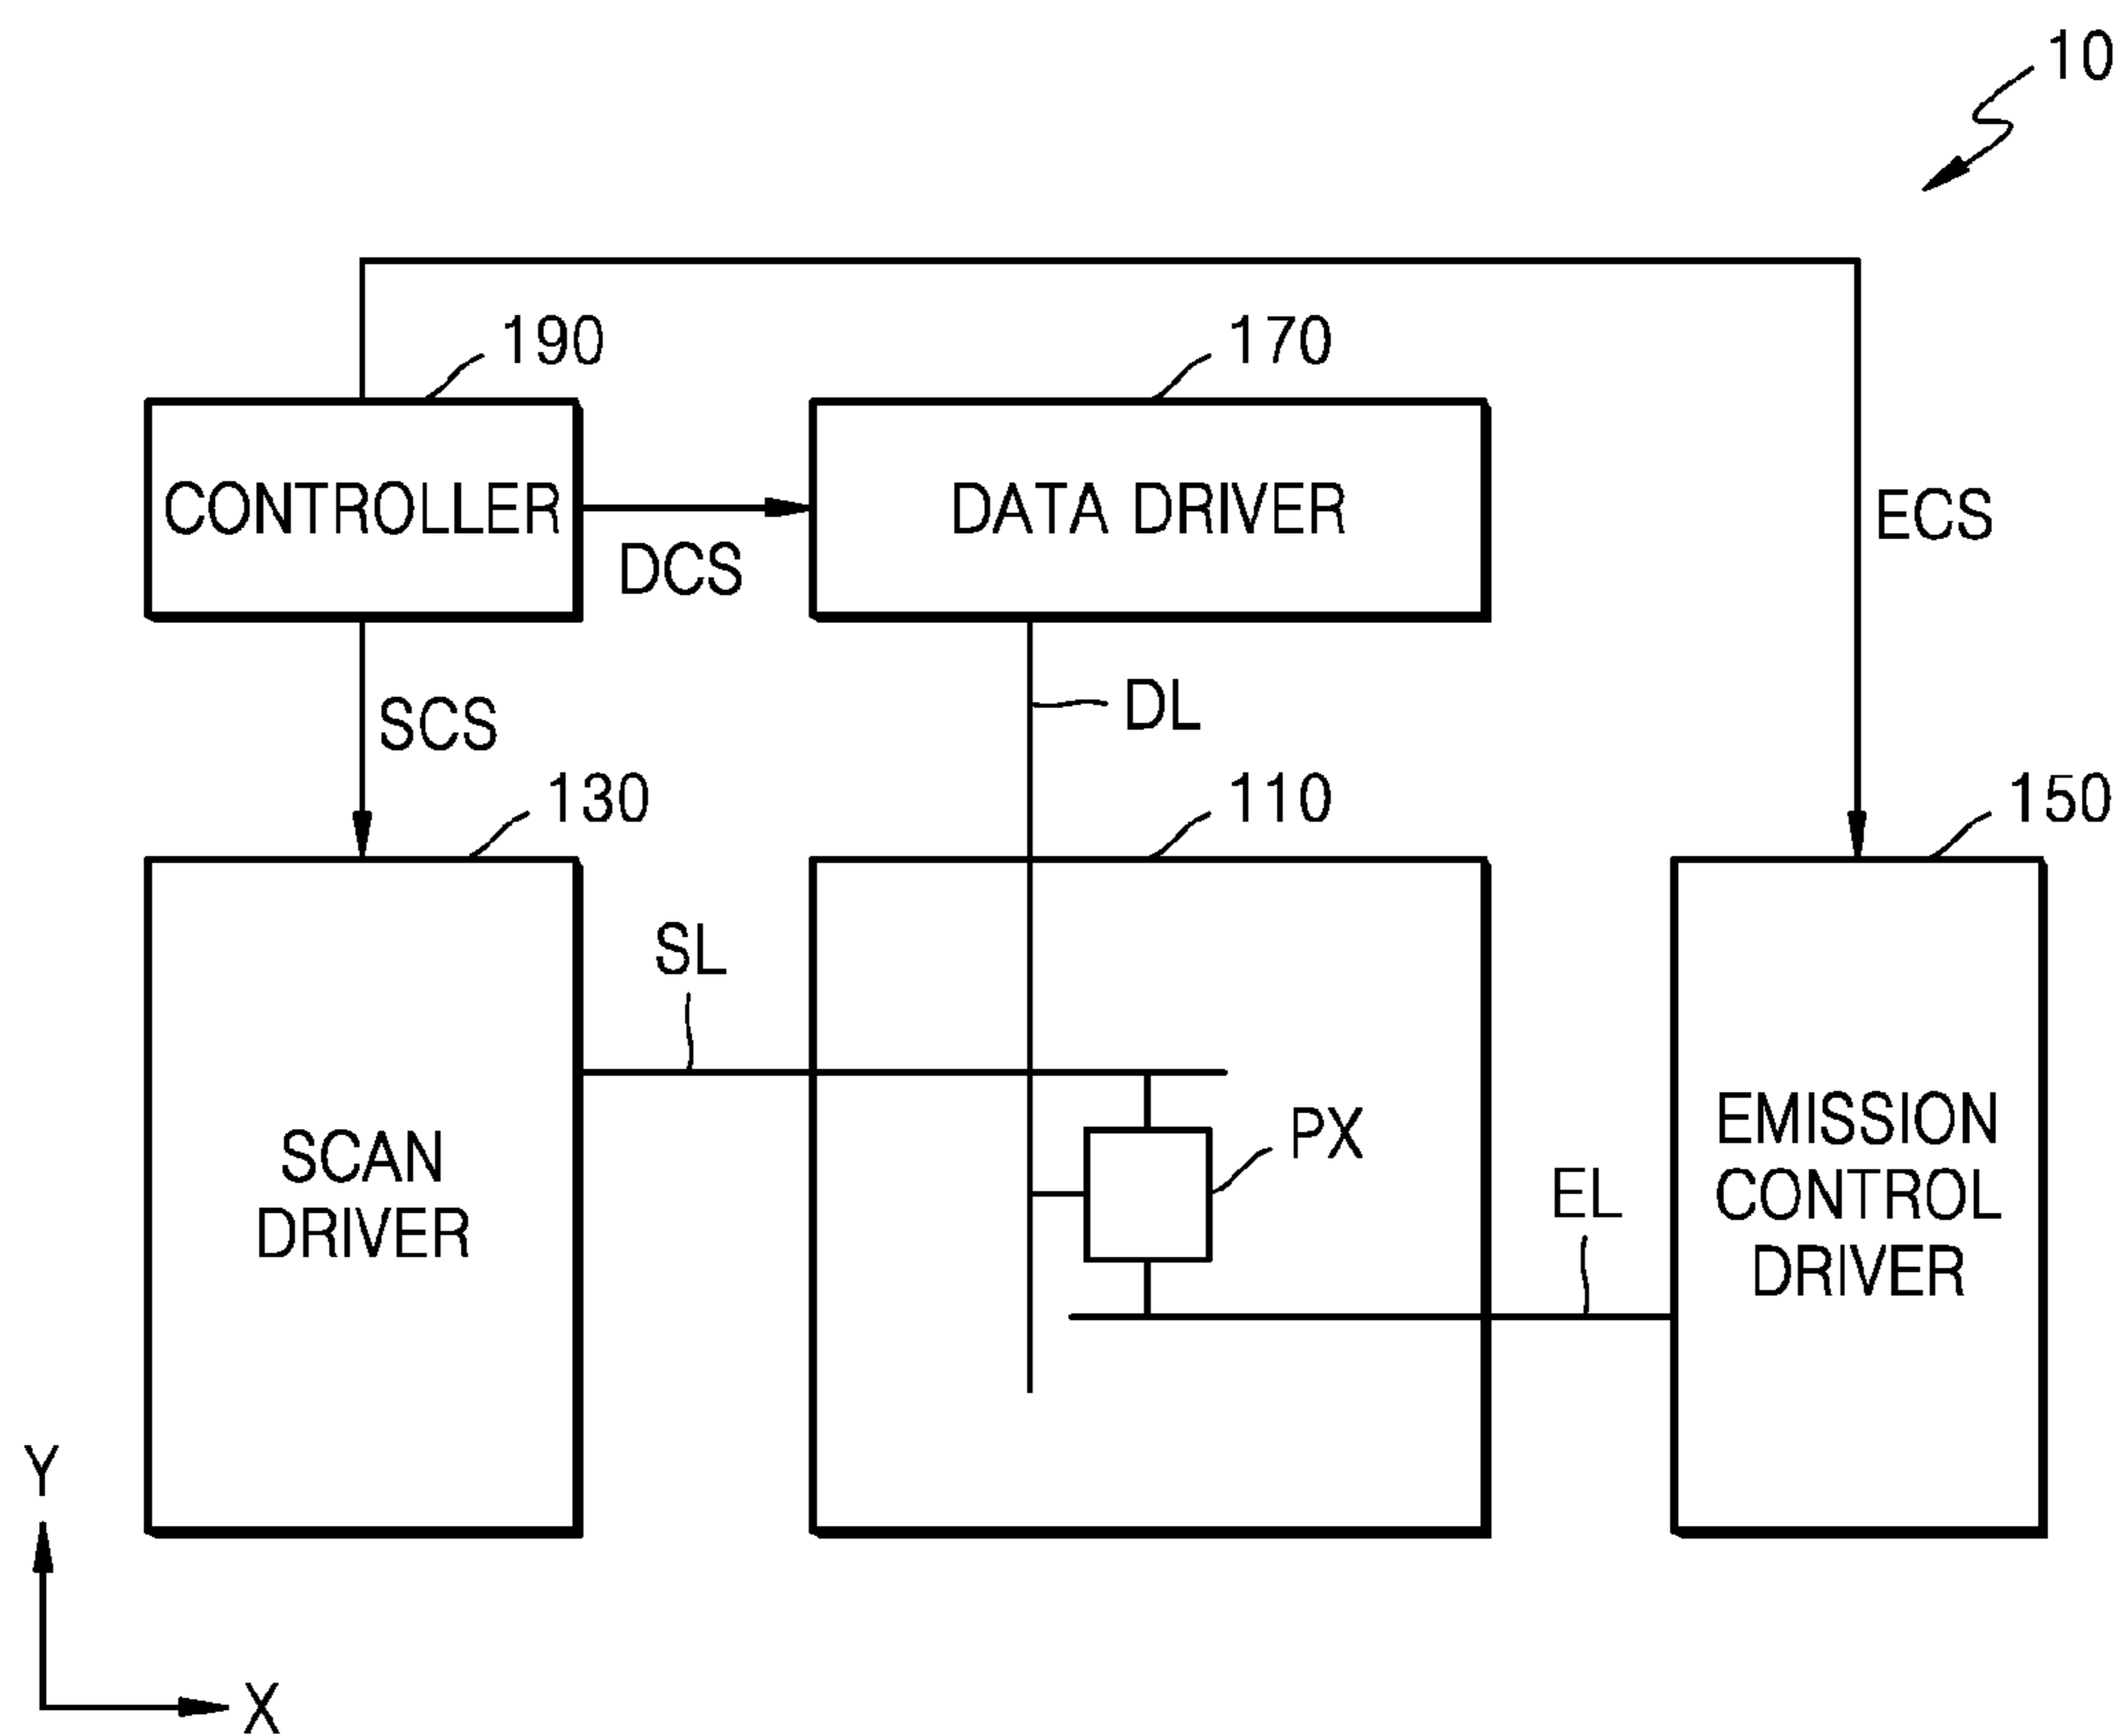 10
190
170
CONTROLLER
DATA DRIVER
ECS
DCS
DL
SCS
130
110
150
SL
PX
EMISSION
CONTROL
DRIVER
SCAN
DRIVER
EL
Y
X